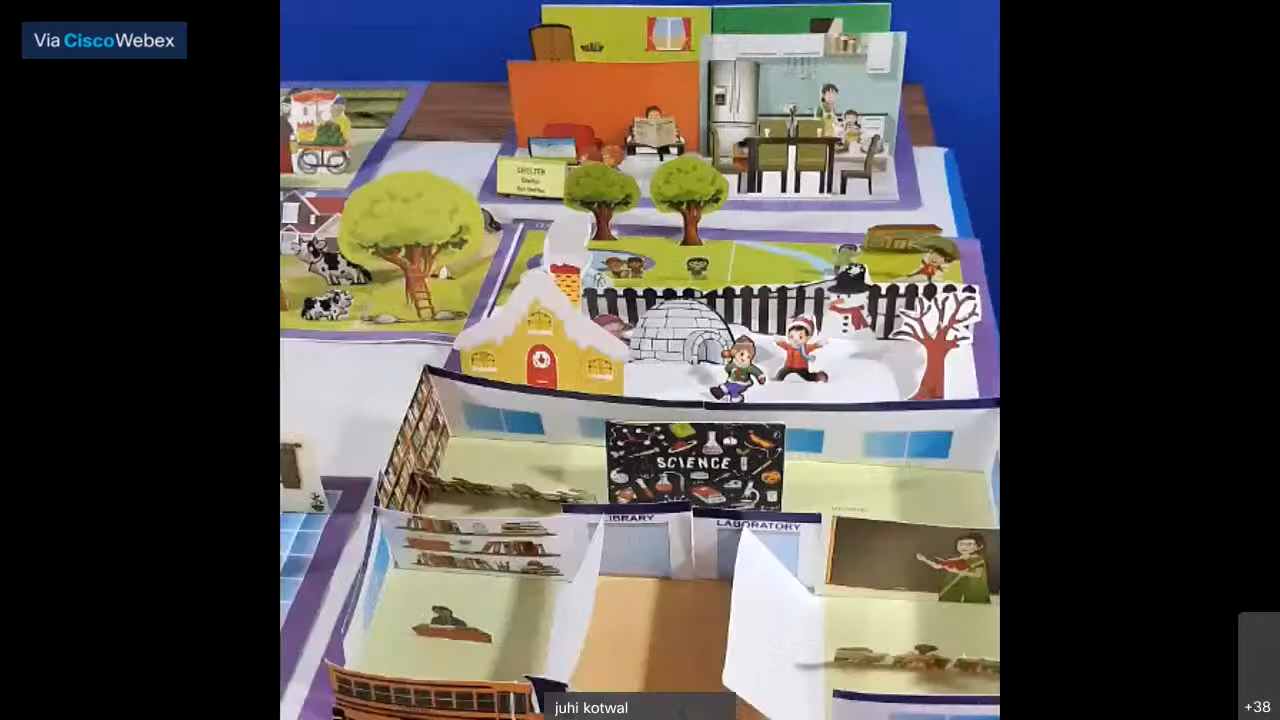 Via CiscoWebex
SHELTER
SCIENCE
LIBRARY
LABORATORY
juhi kotwal
+38